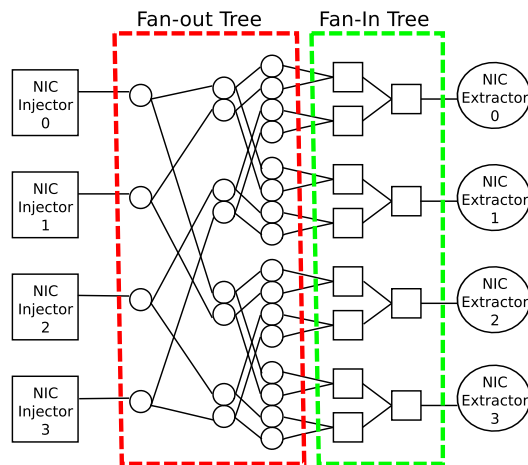 Fan-out Tree
Fan-In Tree
NIC
Injector
0
NIC
Extractor
0
NIC
Injector
1
NIC
Extractor
1
NIC
Injector
2
NIC
Extractor
2
NIC
Injector
3
NIC
Extractor
3